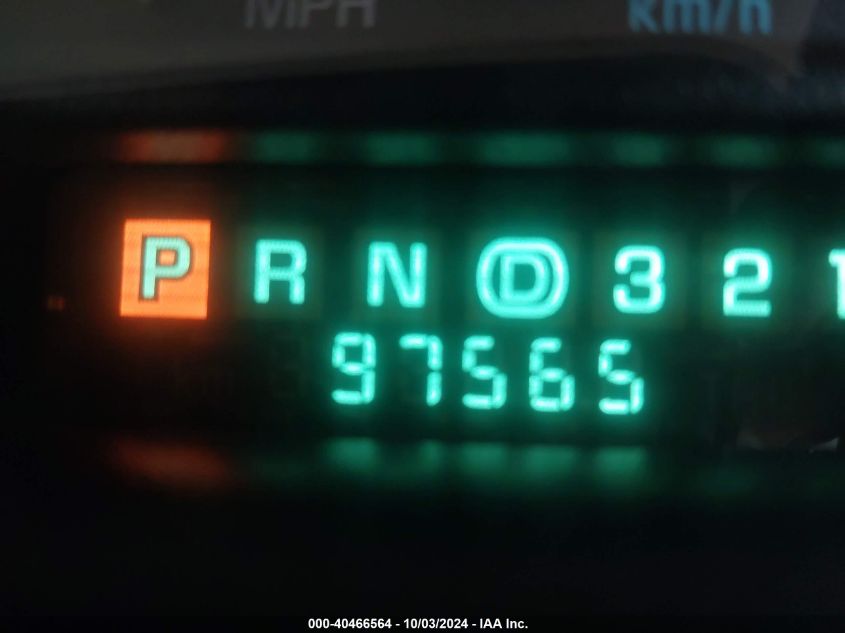 MPH km/h
P R N D 3 2 1
97565
000-40466564 - 10/03/2024 - IAA Inc.